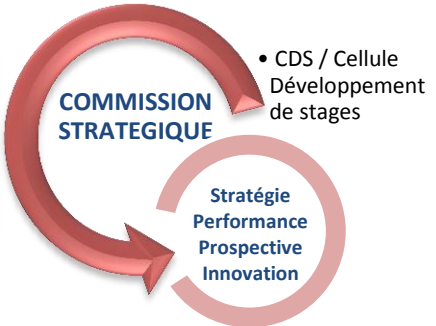 COMMISSION
STRATEGIQUE
• CDS / Cellule
Développement
de stages
Stratégie
Performance
Prospective
Innovation